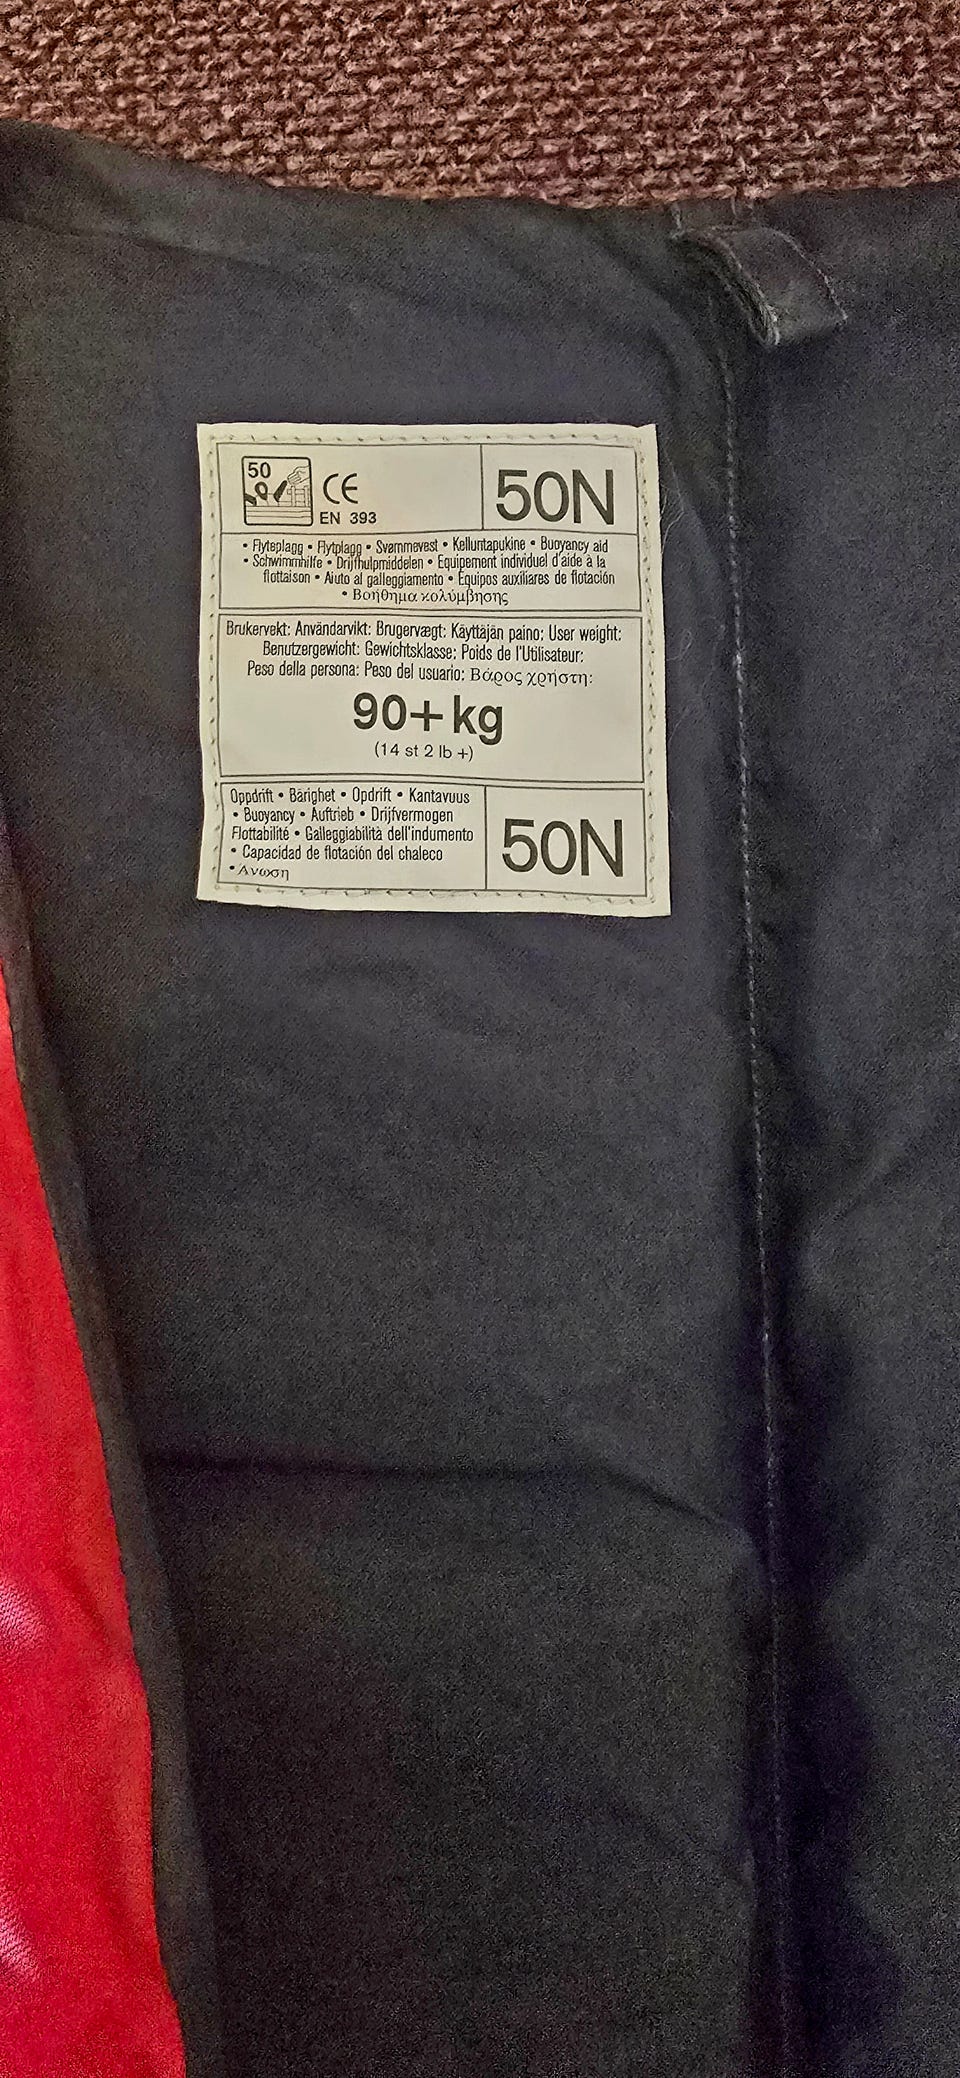 50
CE
EN 393
50N
• Flyteplagg • Flytplagg • Svømmevest • Kelluntapukine • Buoyancy aid
• Schwimmhilfe • Drijfhulpmiddelen • Equipement individuel d'aide à la
flottaison • Aiuto al galleggiamento • Equipos auxiliares de flotación
• Βοήθημα κολύμβησης
Brukervekt: Användarvikt: Brugervægt: Käyttäjän paino: User weight:
Benutzergewicht: Gewichtsklasse: Poids de l'Utilisateur:
Peso della persona: Peso del usuario: Βάρος χρήστη:
90+ kg
(14 st 2 lb +)
Oppdrift • Bärighet • Opdrift • Kantavuus
• Buoyancy • Auftrieb • Drijfvermogen
Flottabilité • Galleggiabilità dell'indumento
• Capacidad de flotación del chaleco
• Ανωση
50N